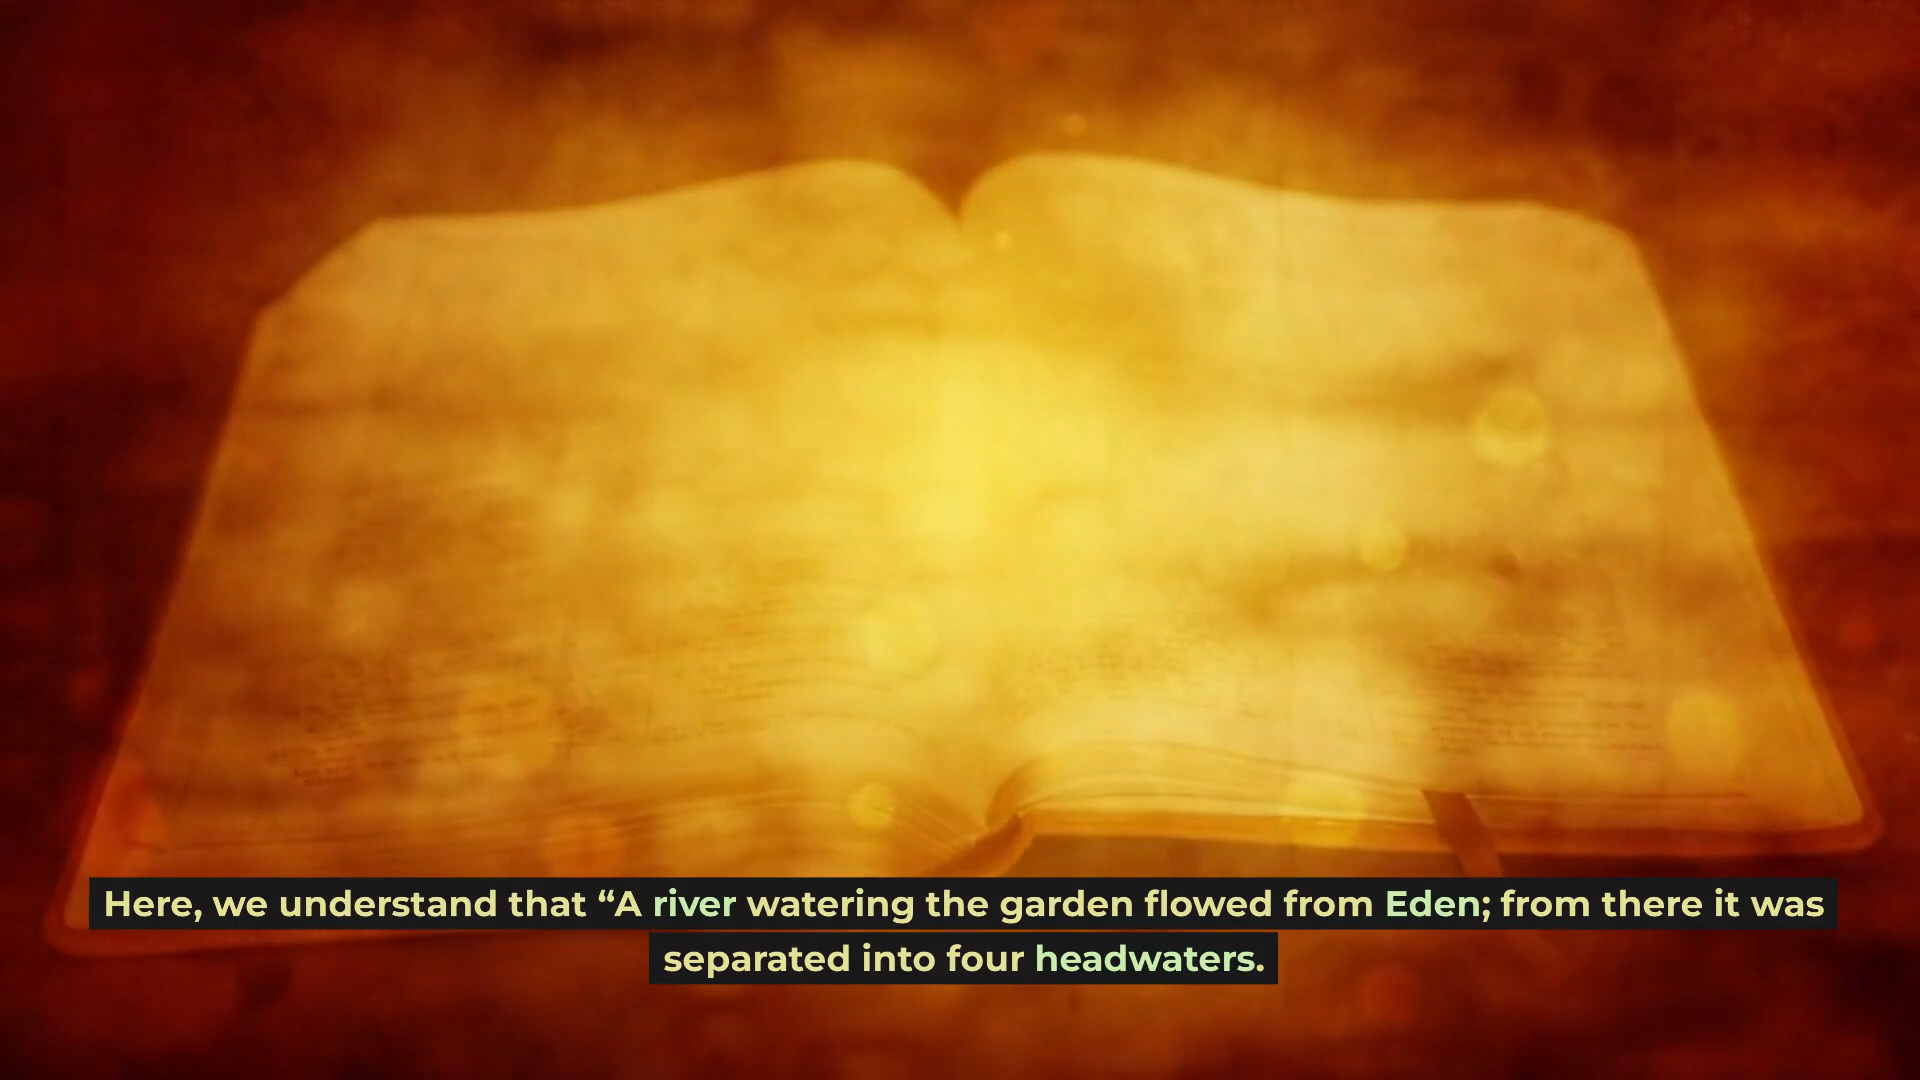 Here, we understand that “A river watering the garden flowed from Eden; from there it was
separated into four headwaters.